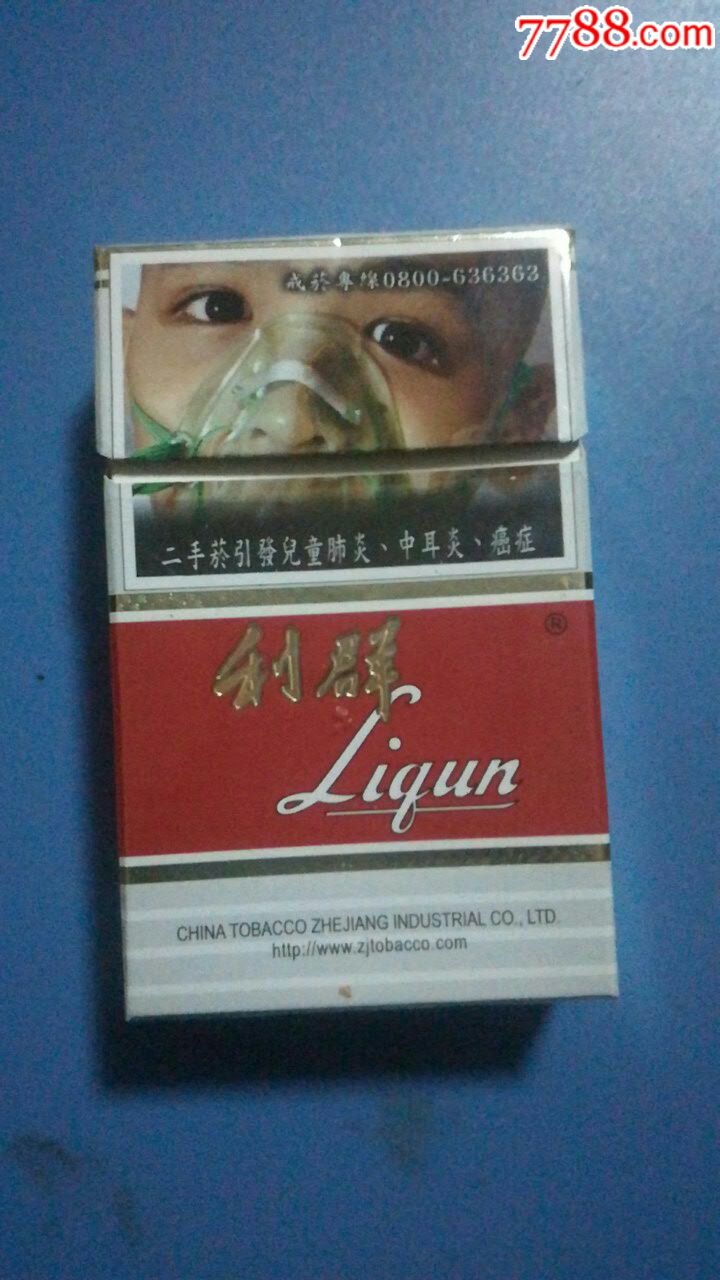 7788.com
戒菸專線0800-636363
二手菸引發兒童肺炎、中耳炎、癌症
®
利群
Liqun
CHINA TOBACCO ZHEJIANG INDUSTRIAL CO., LTD
http://www.zjtobacco.com